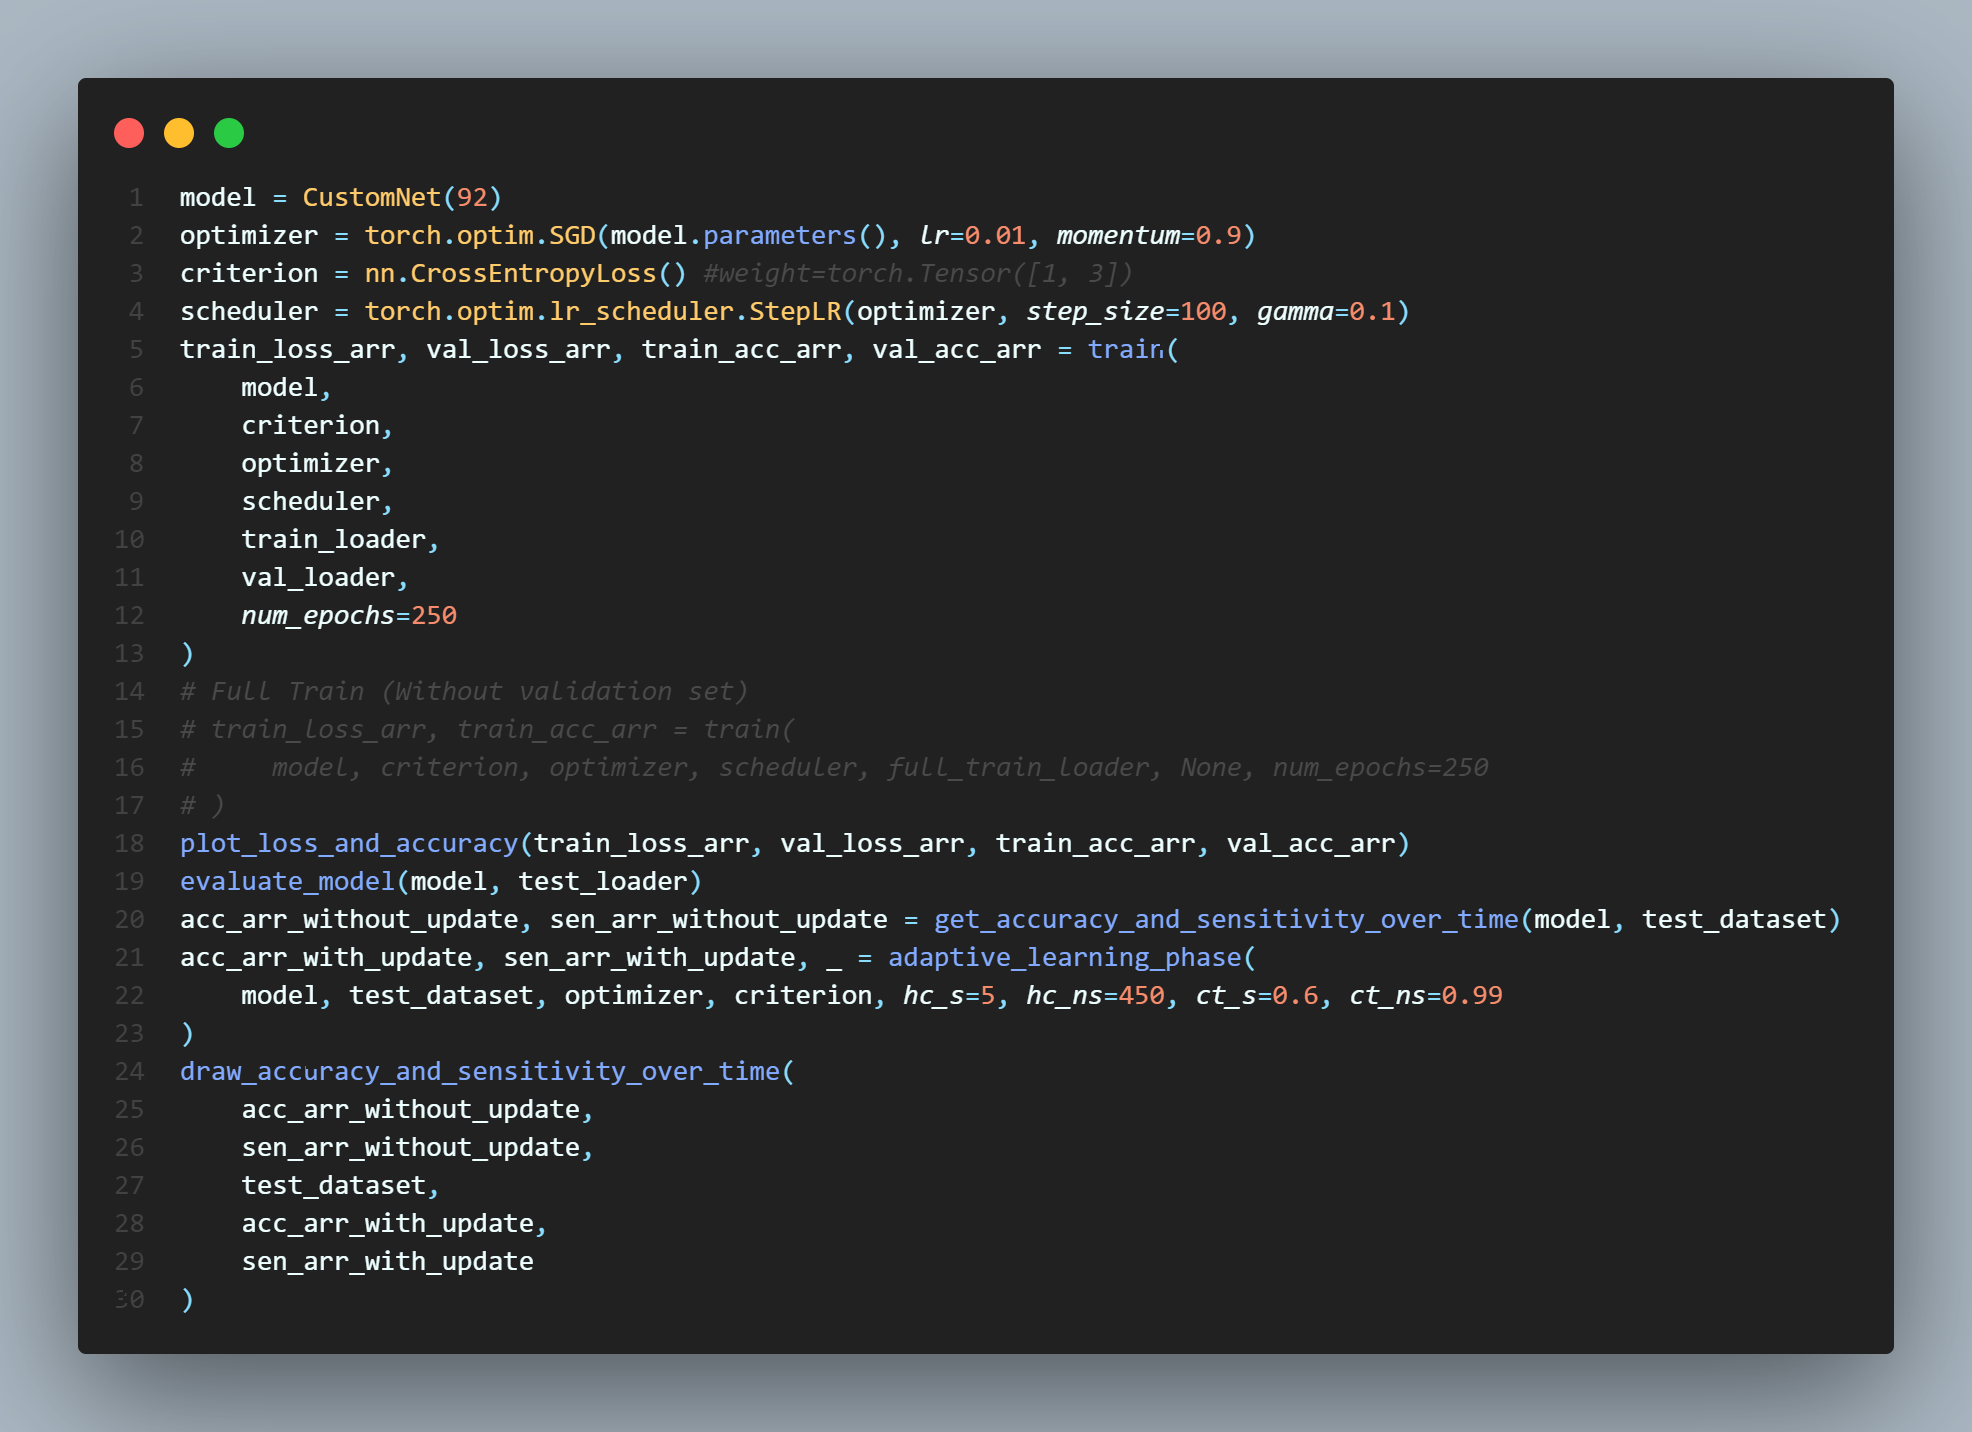 1 model = CustomNet(92)
2 optimizer = torch.optim.SGD(model.parameters(), lr=0.01, momentum=0.9)
3 criterion = nn.CrossEntropyLoss() #weight=torch.Tensor([1, 3])
4 scheduler = torch.optim.lr_scheduler.StepLR(optimizer, step_size=100, gamma=0.1)
5 train_loss_arr, val_loss_arr, train_acc_arr, val_acc_arr = train(
6     model,
7     criterion,
8     optimizer,
9     scheduler,
10     train_loader,
11     val_loader,
12     num_epochs=250
13 )
14 # Full Train (Without validation set)
15 # train_loss_arr, train_acc_arr = train(
16 #     model, criterion, optimizer, scheduler, full_train_loader, None, num_epochs=250
17 # )
18 plot_loss_and_accuracy(train_loss_arr, val_loss_arr, train_acc_arr, val_acc_arr)
19 evaluate_model(model, test_loader)
20 acc_arr_without_update, sen_arr_without_update = get_accuracy_and_sensitivity_over_time(model, test_dataset)
21 acc_arr_with_update, sen_arr_with_update, _ = adaptive_learning_phase(
22     model, test_dataset, optimizer, criterion, hc_s=5, hc_ns=450, ct_s=0.6, ct_ns=0.99
23 )
24 draw_accuracy_and_sensitivity_over_time(
25     acc_arr_without_update,
26     sen_arr_without_update,
27     test_dataset,
28     acc_arr_with_update,
29     sen_arr_with_update
30 )